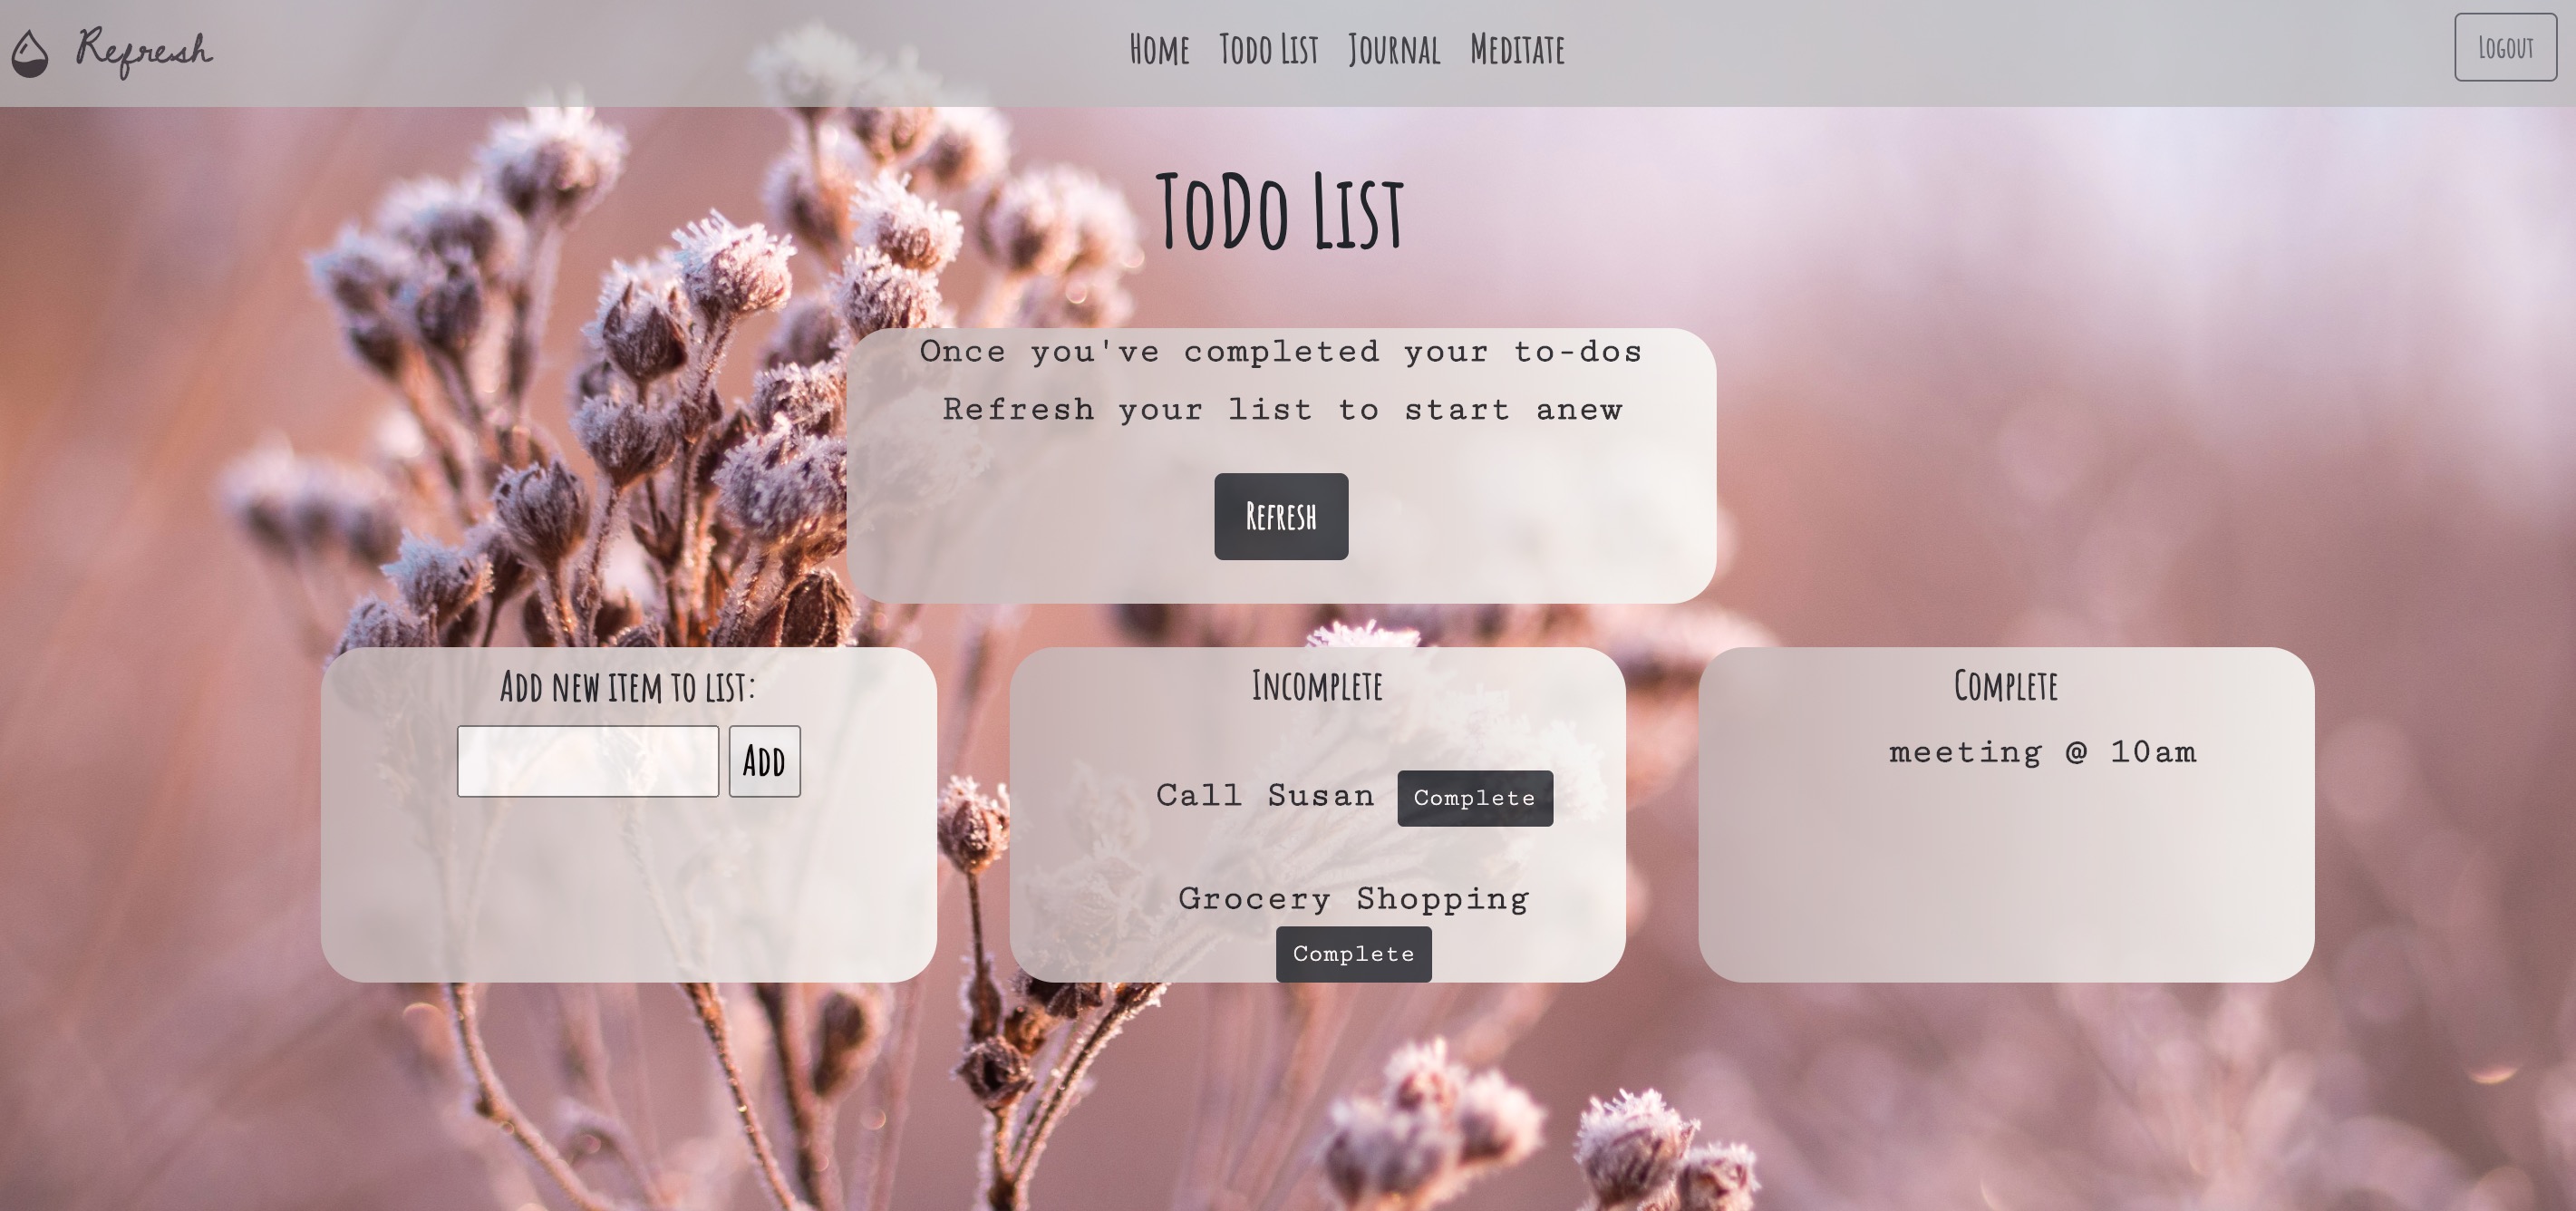 Refresh
Home Todo List Journal Meditate
Logout
ToDo List
Once you've completed your to-dos
Refresh your list to start anew
Refresh
Add new item to list:
Add
Incomplete
Call Susan Complete
Grocery Shopping
Complete
Complete
meeting @ 10am